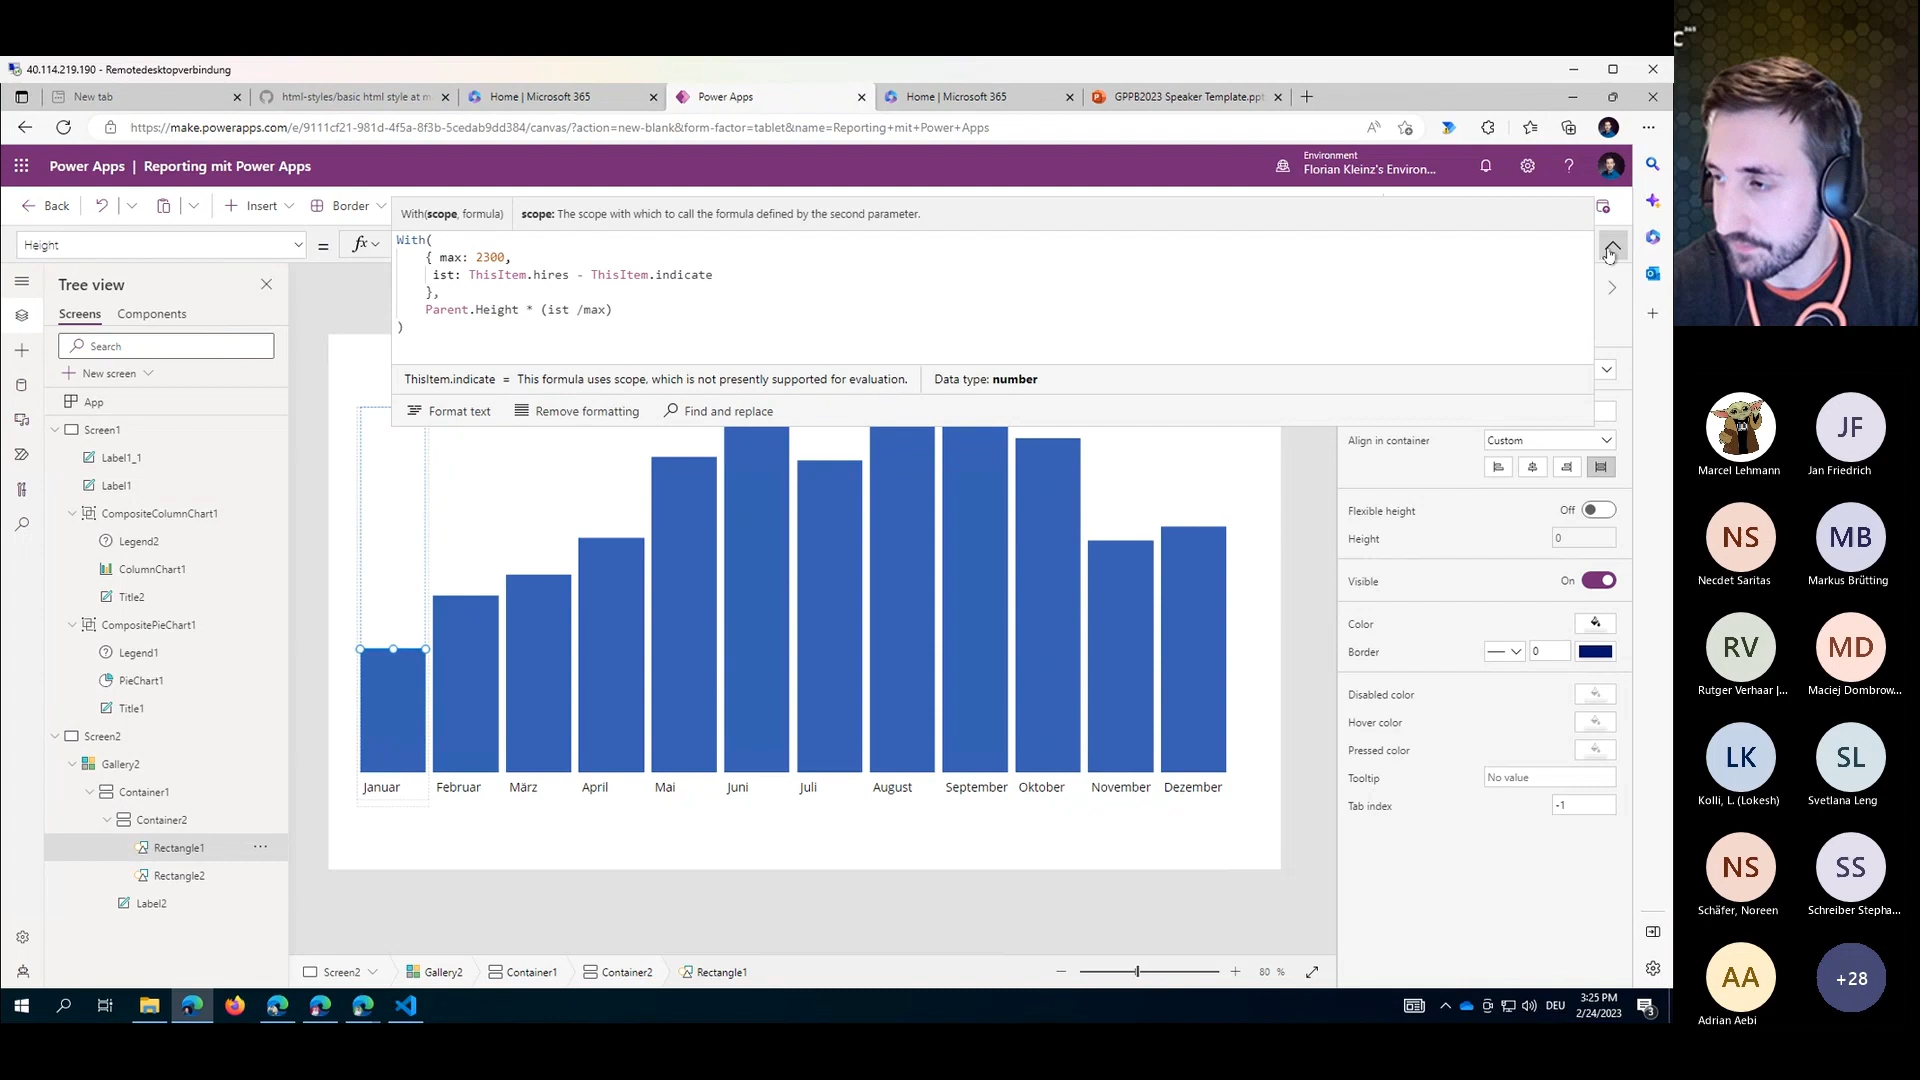 40.114.219.190 - Remotedesktopverbindung
New tab
html-styles/basic html style at m
Home | Microsoft 365
Power Apps
Home | Microsoft 365
GPPB2023 Speaker Template.ppt
https://make.powerapps.com/e/9111cf21-981d-4f5a-8f3b-5cedab9dd384/canvas/?action=new-blank&form-factor=tablet&name=Reporting+mit+Power+Apps
Power Apps | Reporting mit Power Apps
Environment
Florian Kleinz's Environ...
Back
Insert
Border
With(scope, formula)
scope: The scope with which to call the formula defined by the second parameter.
Height
=
fx
With(
{ max: 2300,
ist: ThisItem.hires - ThisItem.indicate
},
Parent.Height * (ist /max)
)
ThisItem.indicate = This formula uses scope, which is not presently supported for evaluation.
Data type: number
Format text
Remove formatting
Find and replace
Tree view
Screens
Components
Search
New screen
App
Screen1
Label1_1
Label1
CompositeColumnChart1
Legend2
ColumnChart1
Title2
CompositePieChart1
Legend1
PieChart1
Title1
Screen2
Gallery2
Container1
Container2
Rectangle1
...
Rectangle2
Label2
Januar
Februar
März
April
Mai
Juni
Juli
August
September
Oktober
November
Dezember
Align in container
Custom
Flexible height
Off
Height
0
Visible
On
Color
Border
0
Disabled color
Hover color
Pressed color
Tooltip
No value
Tab index
-1
Screen2
Gallery2
Container1
Container2
Rectangle1
80 %
DEU
3:25 PM
2/24/2023
3
Marcel Lehmann
JF
Jan Friedrich
NS
Necdet Saritas
MB
Markus Brütting
RV
Rutger Verhaar |...
MD
Maciej Dombrow...
LK
Kolli, L. (Lokesh)
SL
Svetlana Leng
NS
Schäfer, Noreen
SS
Schreiber Stepha...
AA
Adrian Aebi
+28